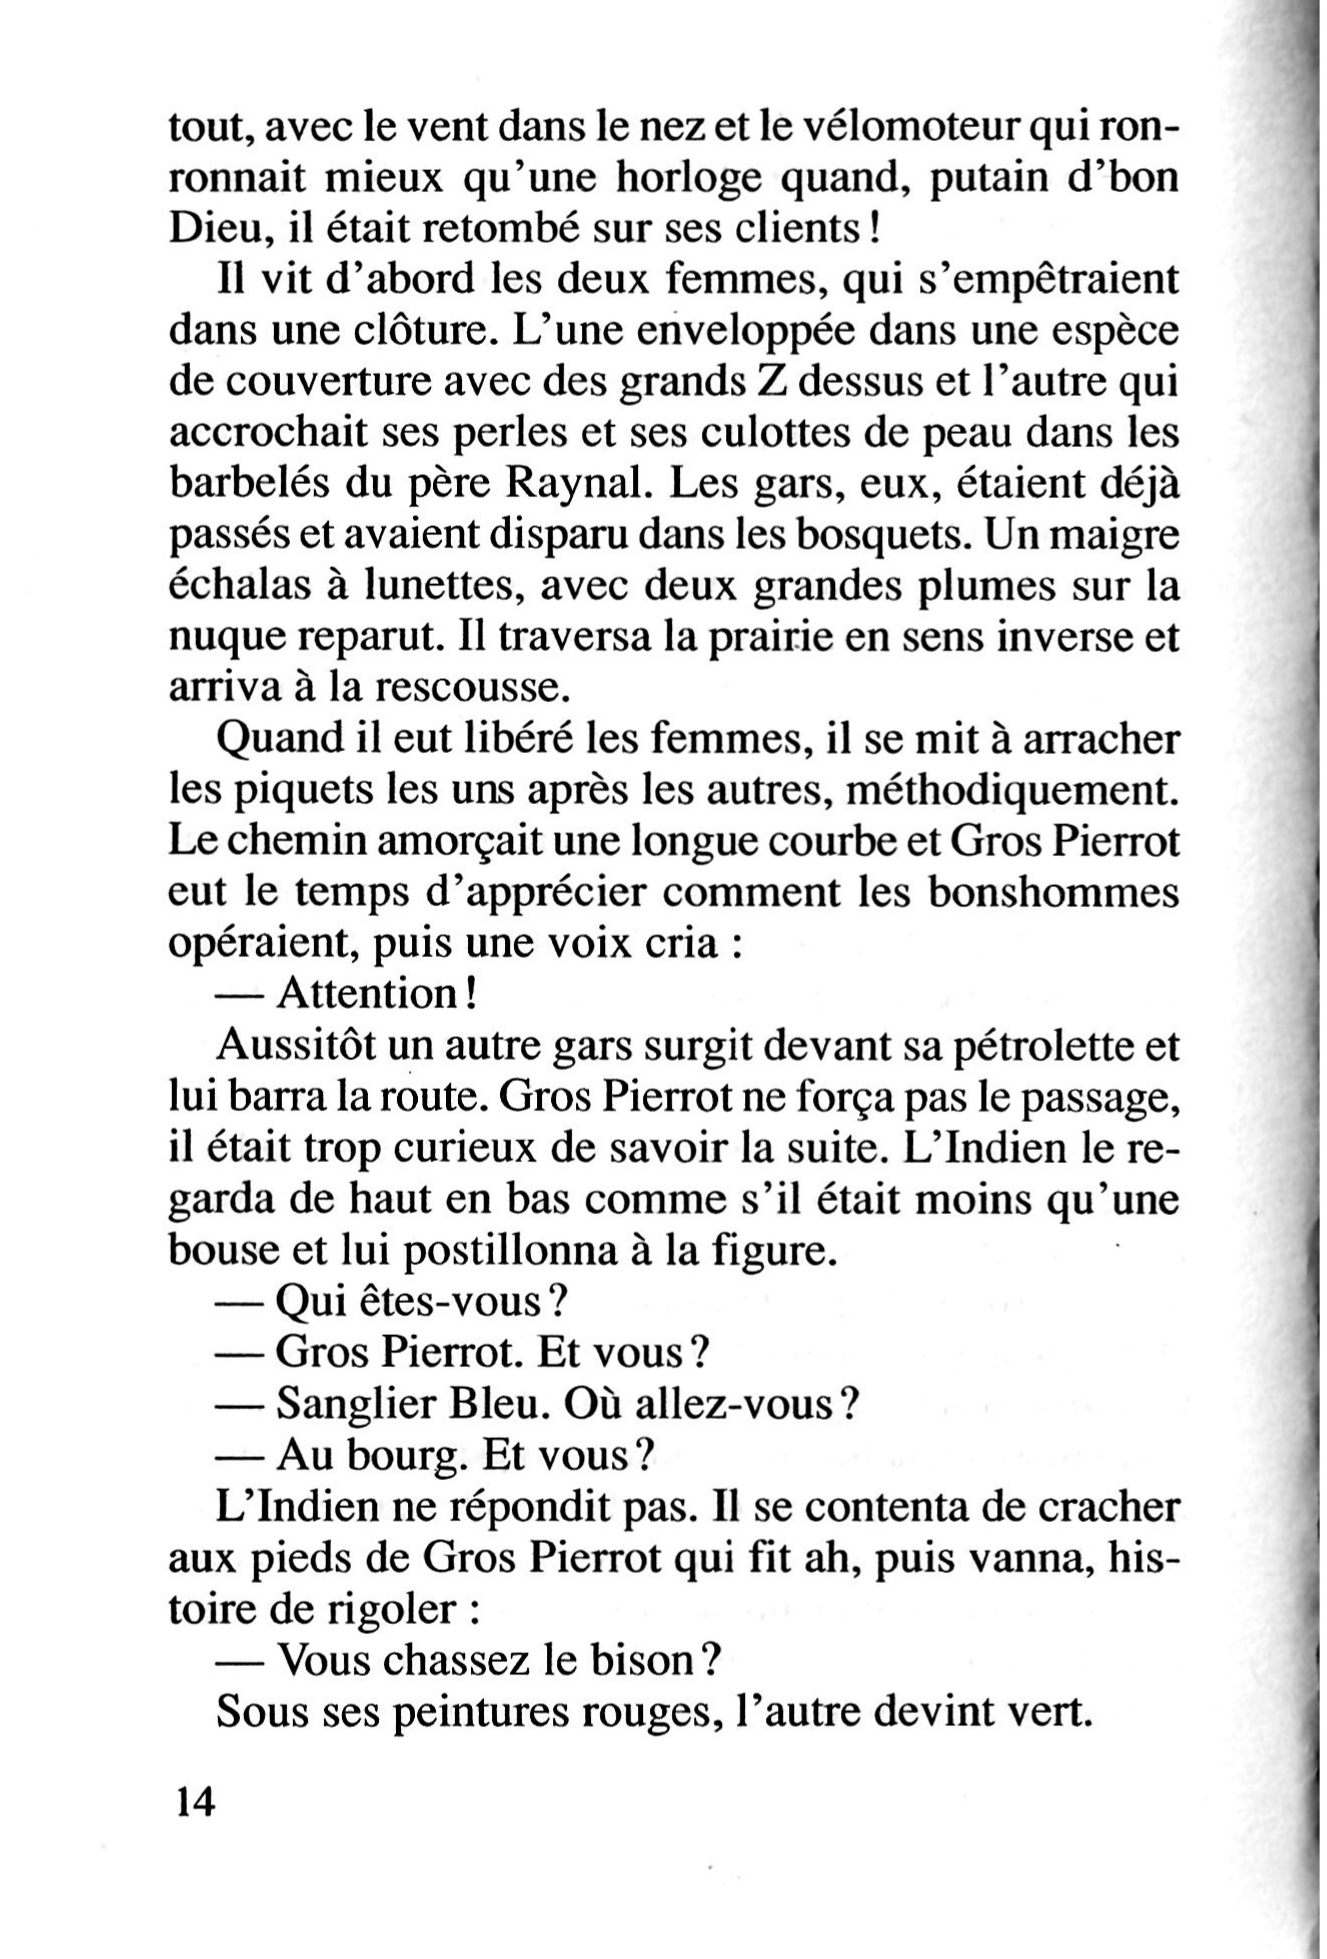 tout, avec le vent dans le nez et le vélomoteur qui ron-
ronnait mieux qu'une horloge quand, putain d'bon
Dieu, il était retombé sur ses clients !
Il vit d'abord les deux femmes, qui s'empêtraient
dans une clôture. L'une enveloppée dans une espèce
de couverture avec des grands Z dessus et l'autre qui
accrochait ses perles et ses culottes de peau dans les
barbelés du père Raynal. Les gars, eux, étaient déjà
passés et avaient disparu dans les bosquets. Un maigre
échalas à lunettes, avec deux grandes plumes sur la
nuque reparut. Il traversa la prairie en sens inverse et
arriva à la rescousse.
Quand il eut libéré les femmes, il se mit à arracher
les piquets les uns après les autres, méthodiquement.
Le chemin amorçait une longue courbe et Gros Pierrot
eut le temps d'apprécier comment les bonshommes
opéraient, puis une voix cria :
— Attention !
Aussitôt un autre gars surgit devant sa pétrolette et
lui barra la route. Gros Pierrot ne força pas le passage,
il était trop curieux de savoir la suite. L'Indien le re-
garda de haut en bas comme s'il était moins qu'une
bouse et lui postillonna à la figure.
— Qui êtes-vous ?
— Gros Pierrot. Et vous ?
— Sanglier Bleu. Où allez-vous ?
— Au bourg. Et vous ?
L'Indien ne répondit pas. Il se contenta de cracher
aux pieds de Gros Pierrot qui fit ah, puis vanna, his-
toire de rigoler :
— Vous chassez le bison ?
Sous ses peintures rouges, l'autre devint vert.
14